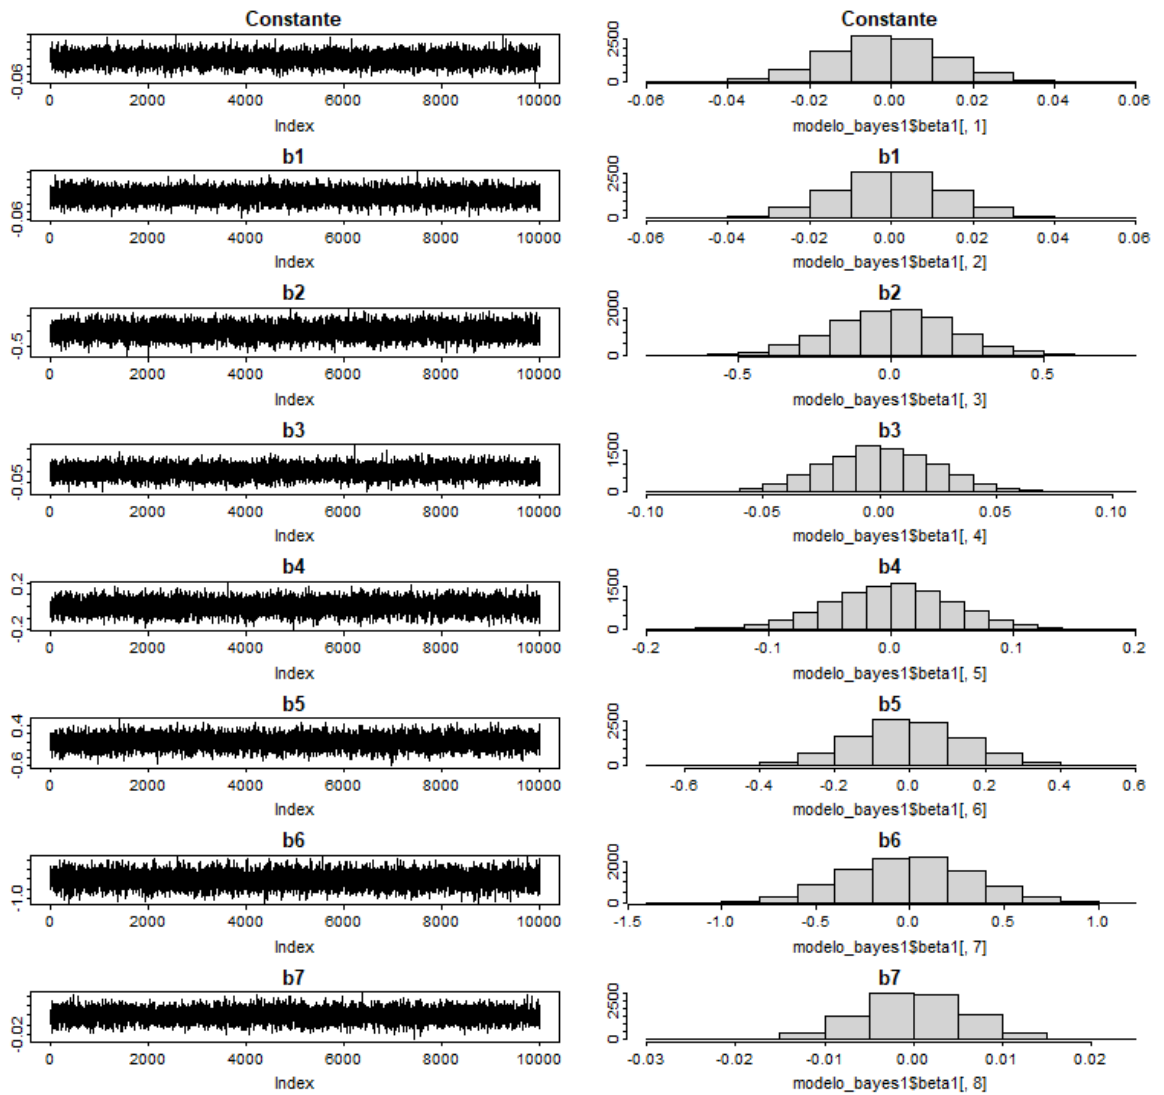 Constante
-0.06
0 2000 4000 6000 8000 10000
Index
Constante
0 2500
-0.06 -0.04 -0.02 0.00 0.02 0.04 0.06
modelo_bayes1$beta1[, 1]
b1
-0.06
0 2000 4000 6000 8000 10000
Index
b1
0 2500
-0.06 -0.04 -0.02 0.00 0.02 0.04 0.06
modelo_bayes1$beta1[, 2]
b2
-0.5
0 2000 4000 6000 8000 10000
Index
b2
0 2000
-0.5 0.0 0.5
modelo_bayes1$beta1[, 3]
b3
-0.05
0 2000 4000 6000 8000 10000
Index
b3
0 1500
-0.10 -0.05 0.00 0.05 0.10
modelo_bayes1$beta1[, 4]
b4
-0.2 0.2
0 2000 4000 6000 8000 10000
Index
b4
0 1500
-0.2 -0.1 0.0 0.1 0.2
modelo_bayes1$beta1[, 5]
b5
-0.6 0.4
0 2000 4000 6000 8000 10000
Index
b5
0 2500
-0.6 -0.4 -0.2 0.0 0.2 0.4 0.6
modelo_bayes1$beta1[, 6]
b6
-1.0
0 2000 4000 6000 8000 10000
Index
b6
0 2000
-1.5 -1.0 -0.5 0.0 0.5 1.0
modelo_bayes1$beta1[, 7]
b7
-0.02
0 2000 4000 6000 8000 10000
Index
b7
0 2500
-0.03 -0.02 -0.01 0.00 0.01 0.02
modelo_bayes1$beta1[, 8]